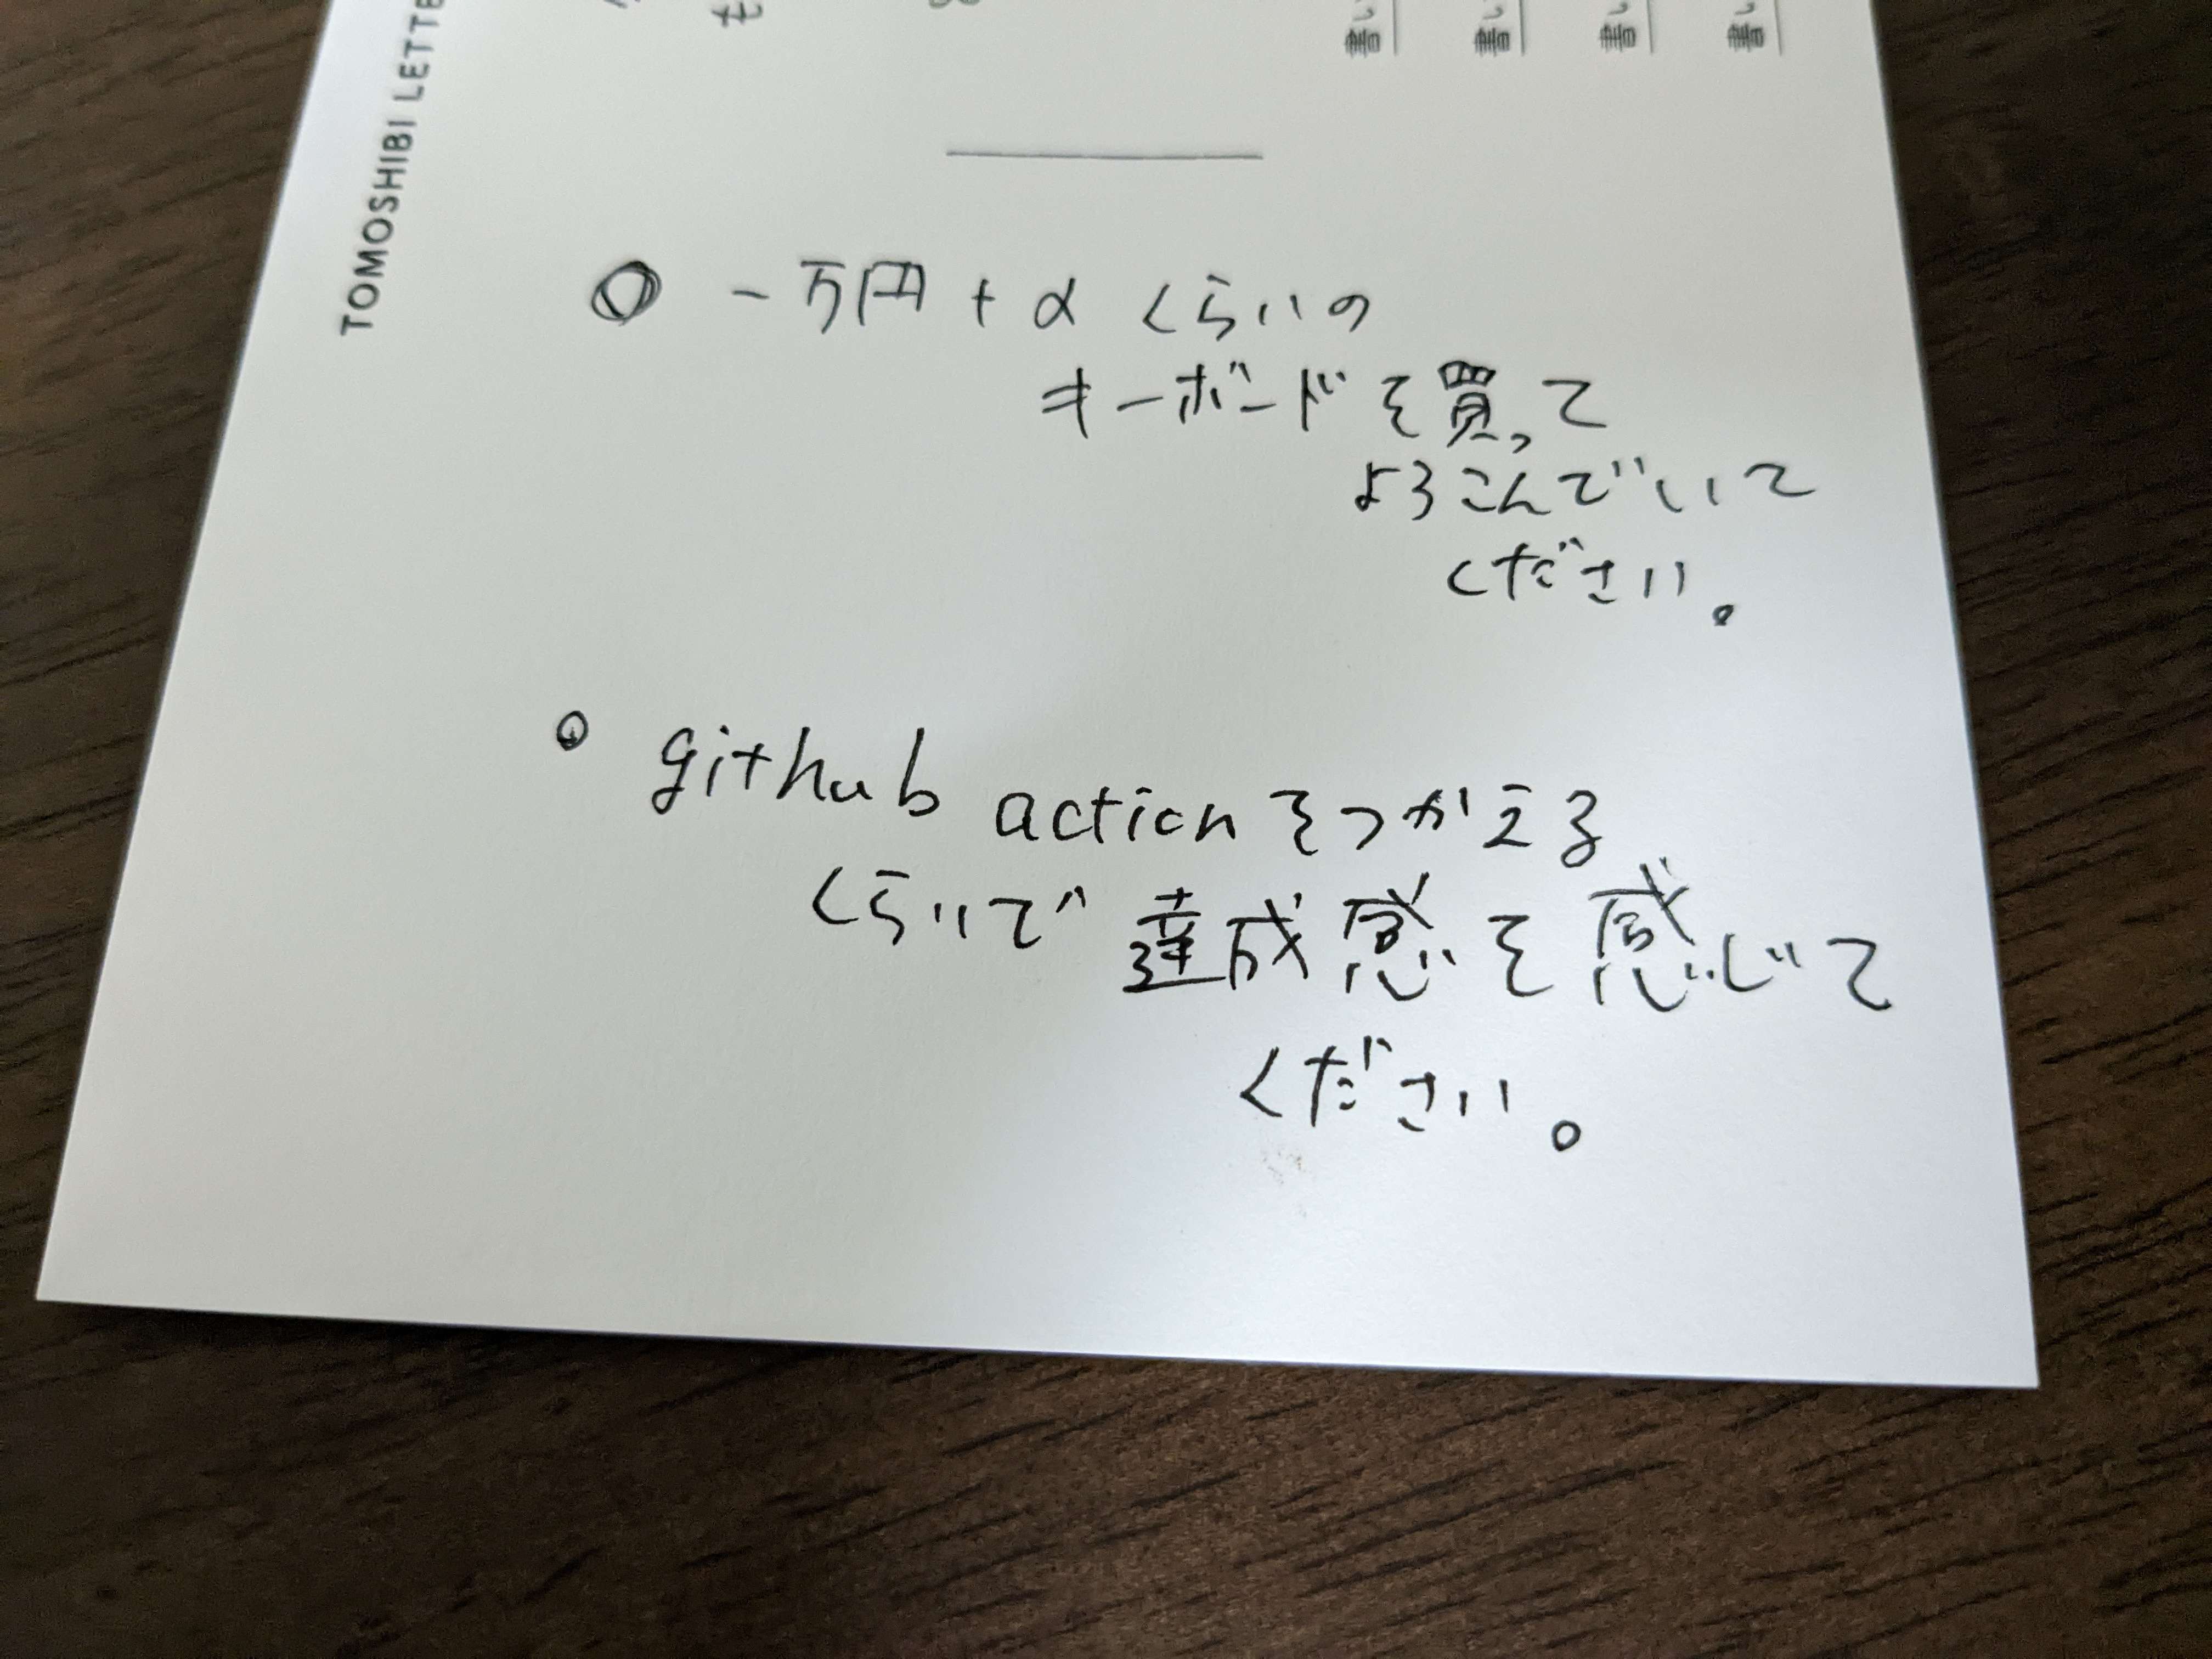 TOMOSHIBI LETTE
も
一万円+αくらいの
キーボードを買って
よろこんでいて
ください。
github actionをつかえる
くらいで達成感を感じて
ください。